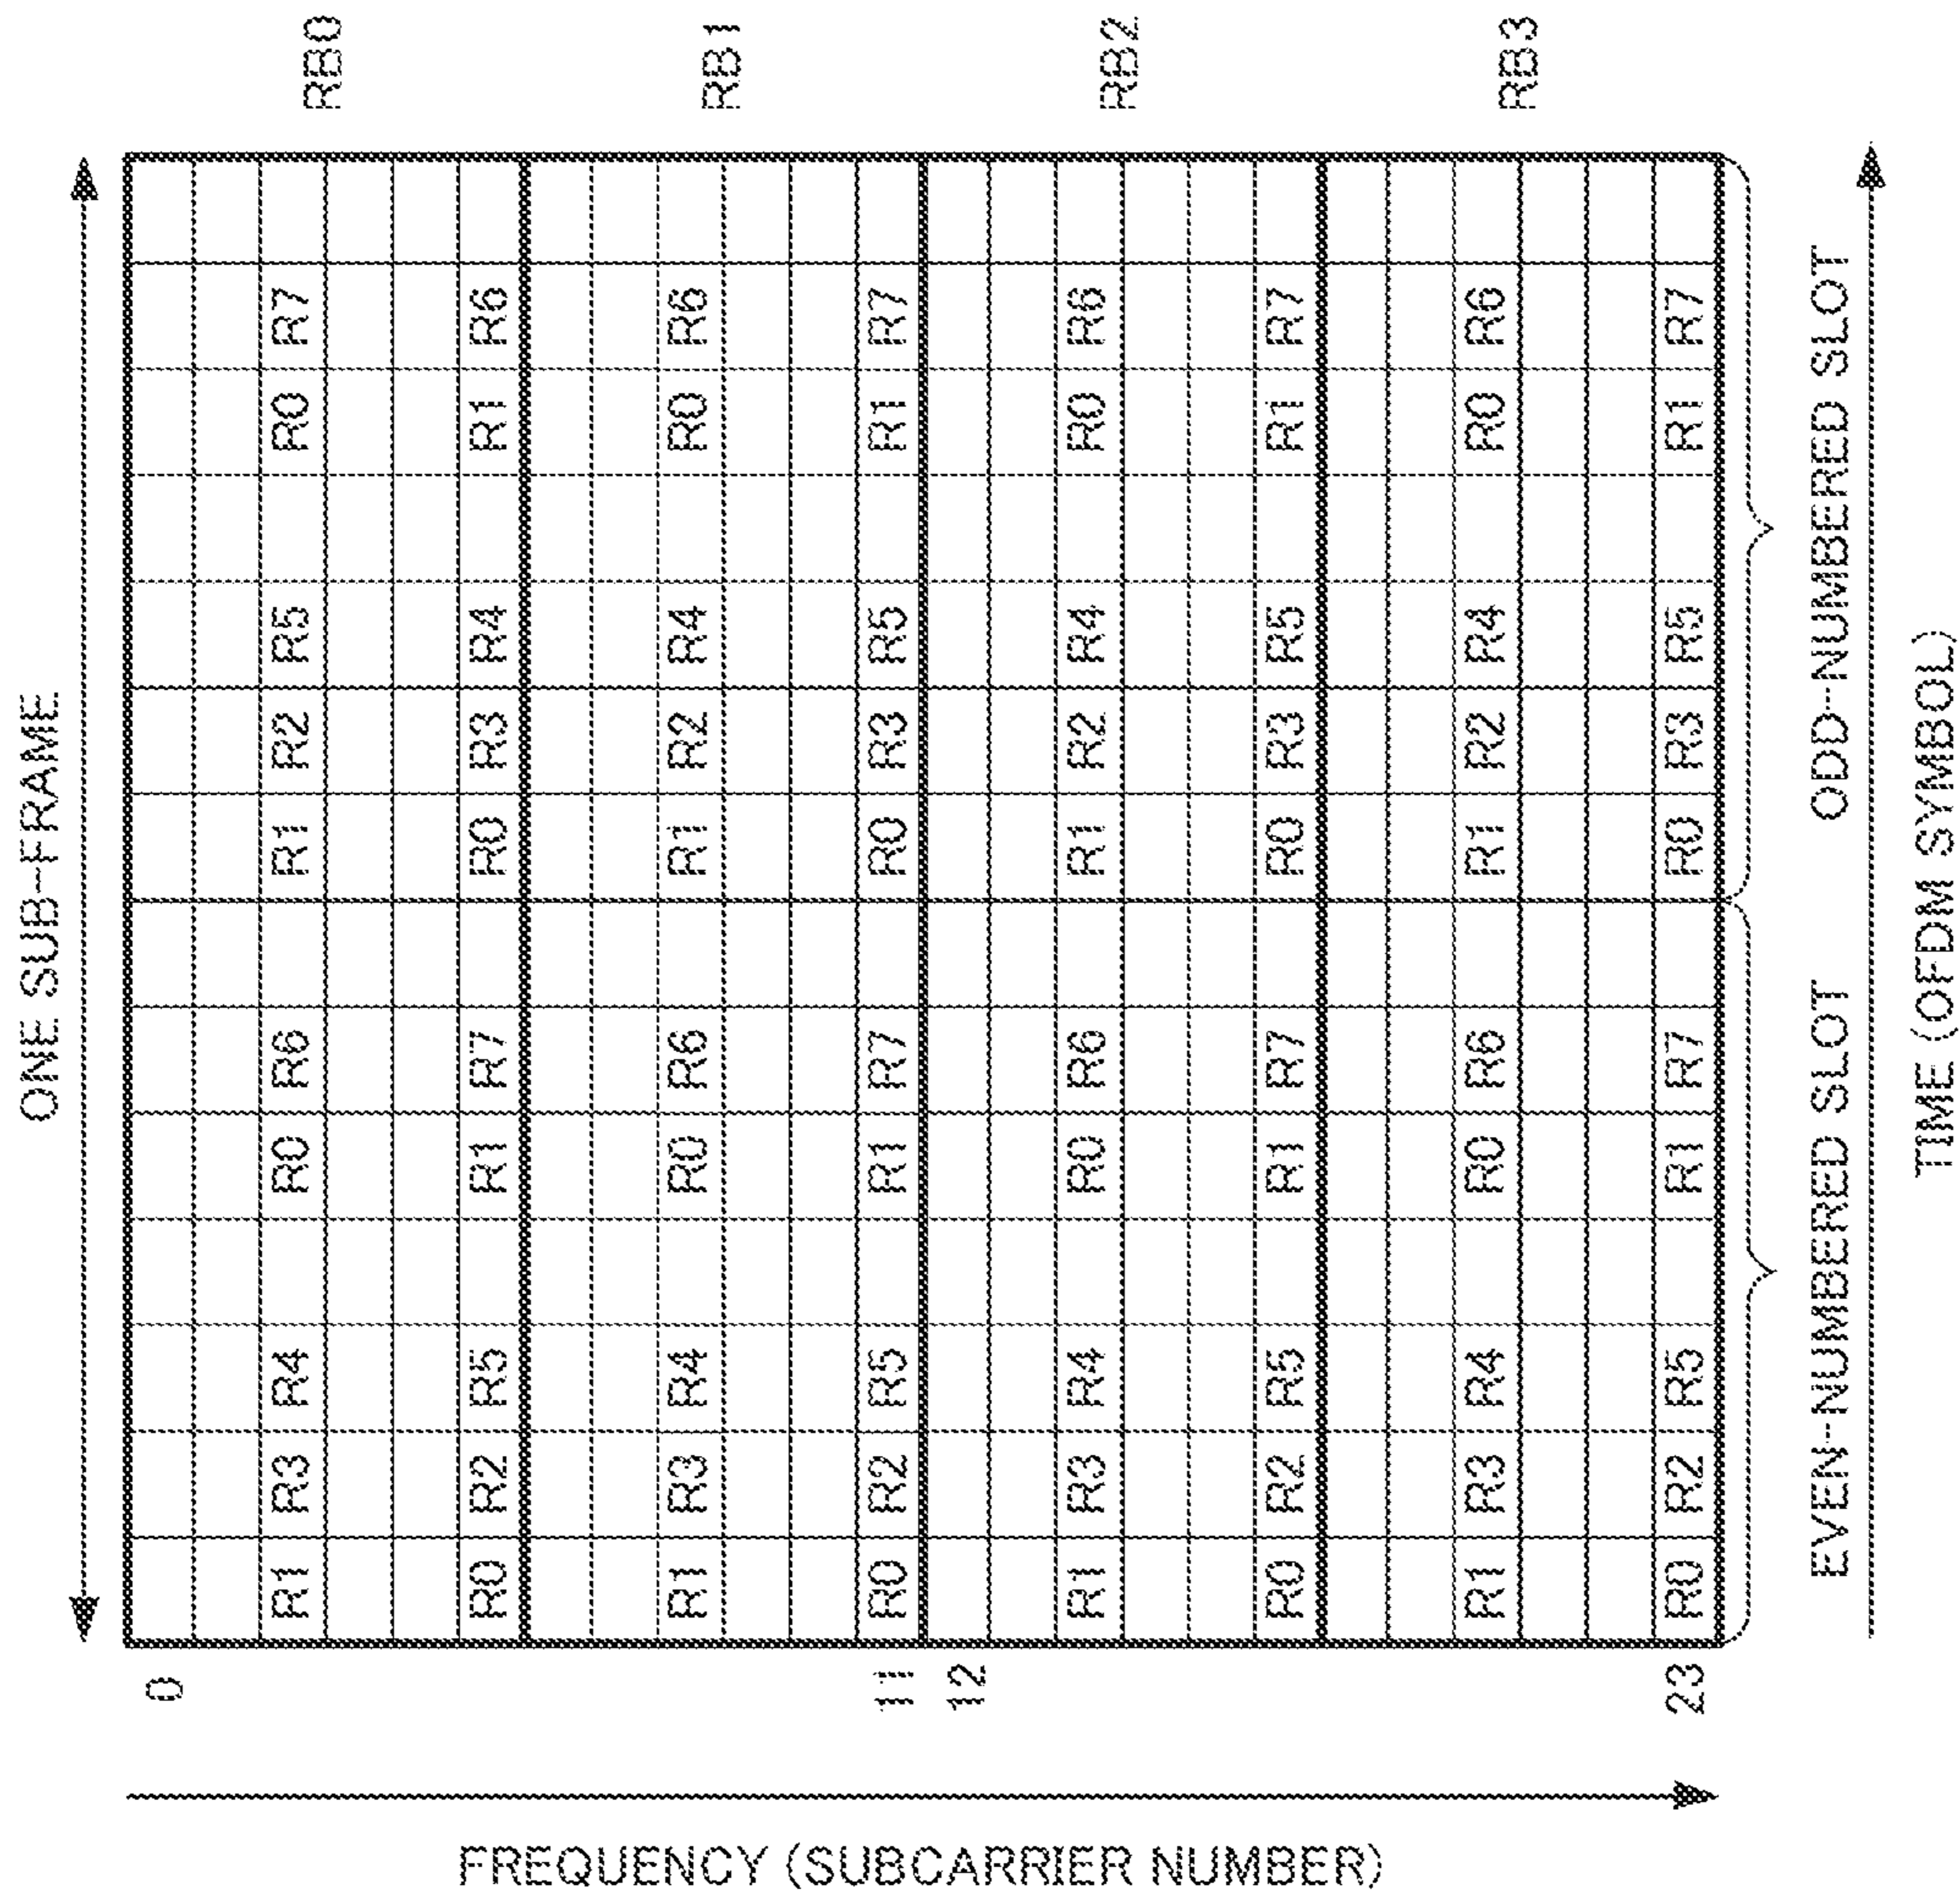 ONE SUB-FRAME
0
R1 R3 R4 R0 R6 R1 R2 R5 R0 R7
RB0
R0 R2 R5 R1 R7 R0 R3 R4 R1 R6
R1 R3 R4 R0 R6 R1 R2 R4 R0 R6
RB1
11 R0 R2 R5 R1 R7 R0 R3 R5 R1 R7
12
R1 R3 R4 R0 R6 R1 R2 R4 R0 R6
RB2
R0 R2 R5 R1 R7 R0 R3 R5 R1 R7
R1 R3 R4 R0 R6 R1 R2 R4 R0 R6
RB3
23 R0 R2 R5 R1 R7 R0 R3 R5 R1 R7
EVEN-NUMBERED SLOT ODD-NUMBERED SLOT
TIME (OFDM SYMBOL)
FREQUENCY (SUBCARRIER NUMBER)